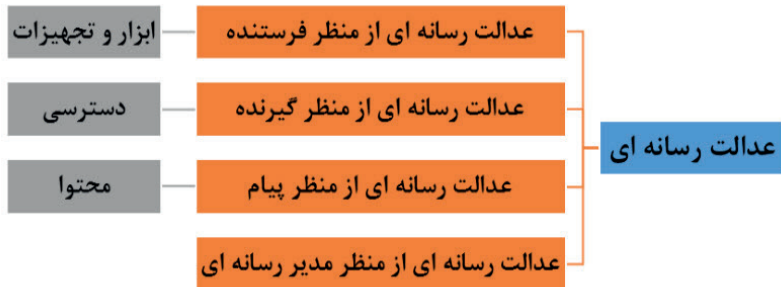 عدالت رسانه ای
عدالت رسانه ای از منظر فرستنده
ابزار و تجهیزات
عدالت رسانه ای از منظر گیرنده
دسترسی
عدالت رسانه ای از منظر پیام
محتوا
عدالت رسانه ای از منظر مدیر رسانه ای